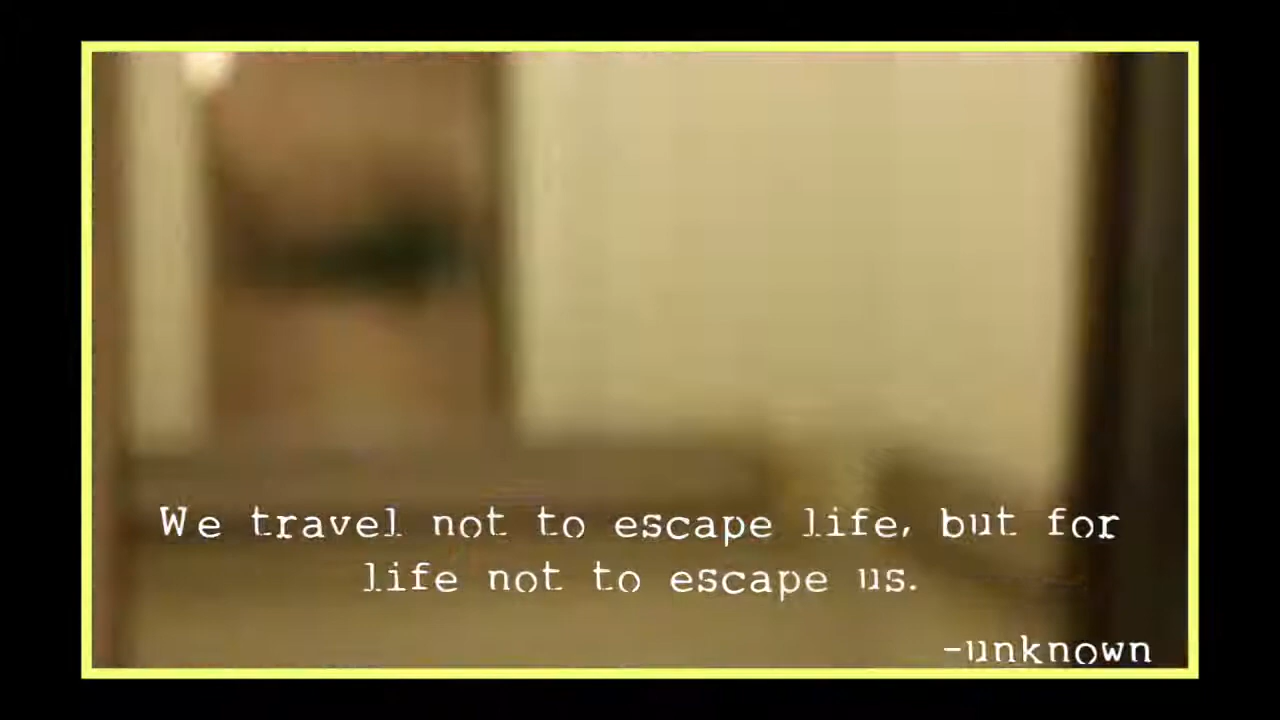 We travel not to escape life, but for
life not to escape us.
-unknown